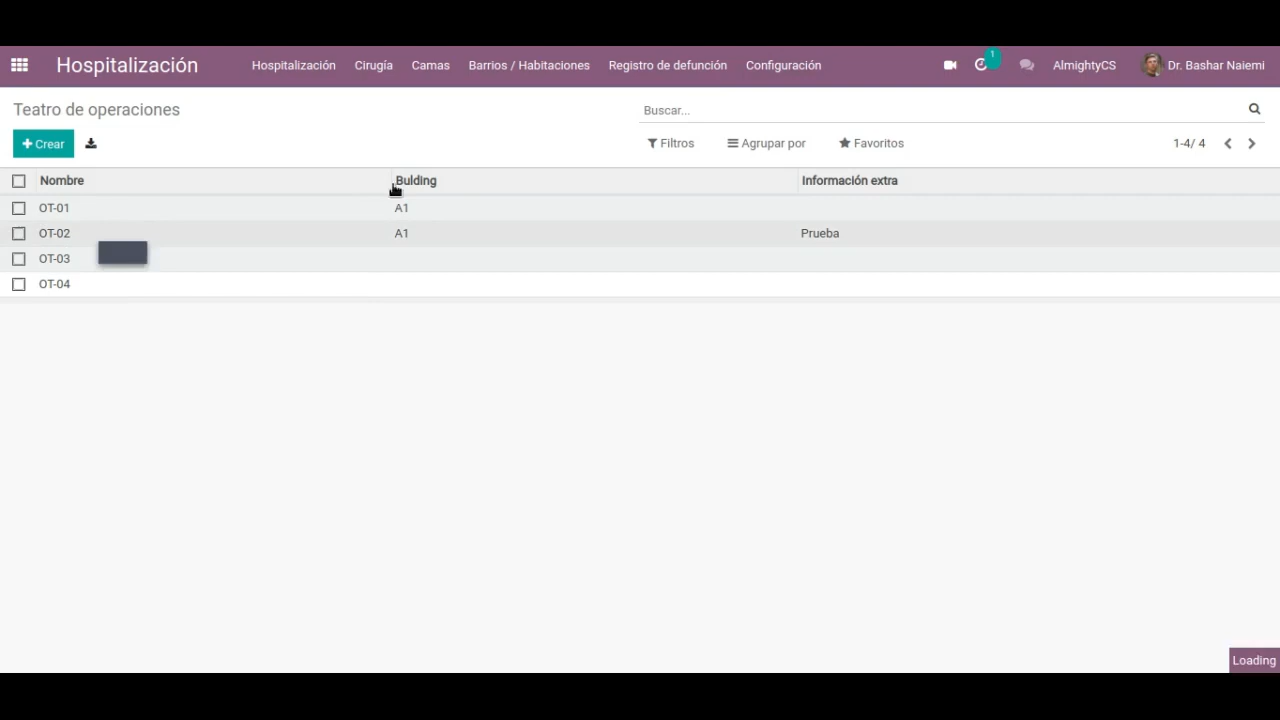 Hospitalización Hospitalización Cirugía Camas Barrios / Habitaciones Registro de defunción Configuración 1 AlmightyCS Dr. Bashar Naiemi
Teatro de operaciones Buscar...
Crear Filtros Agrupar por Favoritos 1-4/ 4
Nombre Bulding Información extra
OT-01 A1
OT-02 A1 Prueba
OT-03
OT-04
Loading